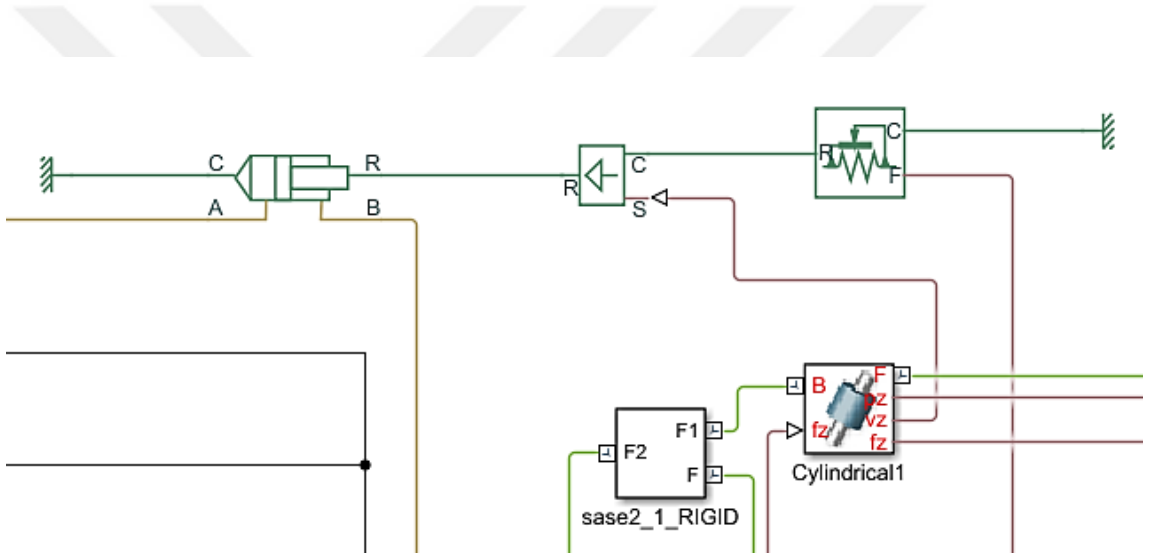 C R
A B
R C
S
R C
F
B F
pz
vz
fz fz
Cylindrical1
F2 F1
F
sase2_1_RIGID